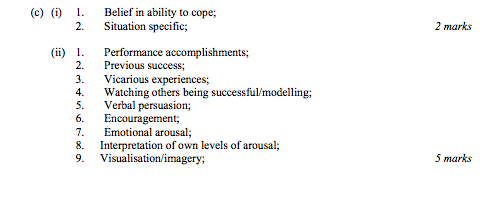 (c) (i) 1. Belief in ability to cope;
2. Situation specific; 2 marks
(ii) 1. Performance accomplishments;
2. Previous success;
3. Vicarious experiences;
4. Watching others being successful/modelling;
5. Verbal persuasion;
6. Encouragement;
7. Emotional arousal;
8. Interpretation of own levels of arousal;
9. Visualisation/imagery; 5 marks